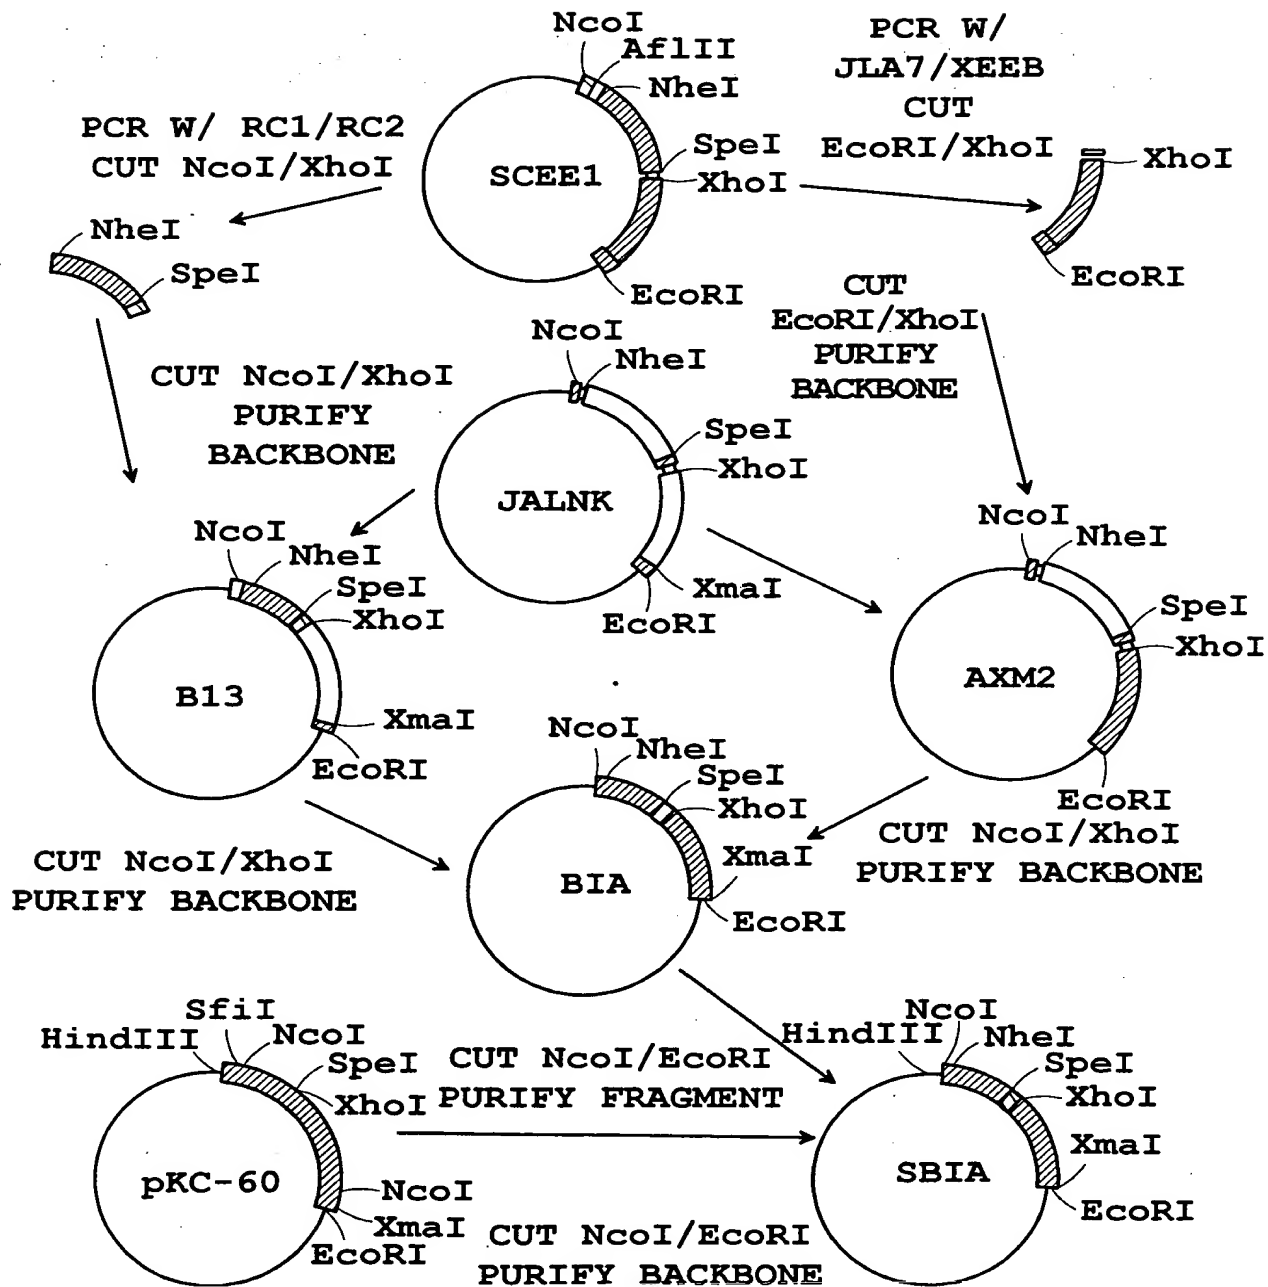 NcoI
AflII
NheI
SpeI
XhoI
SCEE1
EcoRI
PCR W/ RC1/RC2
CUT NcoI/XhoI
PCR W/
JLA7/XEEB
CUT
EcoRI/XhoI
XhoI
EcoRI
NheI
SpeI
CUT
EcoRI/XhoI
PURIFY
BACKBONE
CUT NcoI/XhoI
PURIFY
BACKBONE
NcoI
NheI
SpeI
XhoI
JALNK
XmaI
EcoRI
NcoI
NheI
SpeI
XhoI
B13
XmaI
EcoRI
NcoI
NheI
SpeI
XhoI
AXM2
EcoRI
CUT NcoI/XhoI
PURIFY BACKBONE
CUT NcoI/XhoI
PURIFY BACKBONE
NcoI
NheI
SpeI
XhoI
XmaI
BIA
EcoRI
HindIII
SfiI
NcoI
SpeI
XhoI
pKC-60
NcoI
XmaI
EcoRI
CUT NcoI/EcoRI
PURIFY FRAGMENT
CUT NcoI/EcoRI
PURIFY BACKBONE
HindIII
NcoI
NheI
SpeI
XhoI
XmaI
SBIA
EcoRI